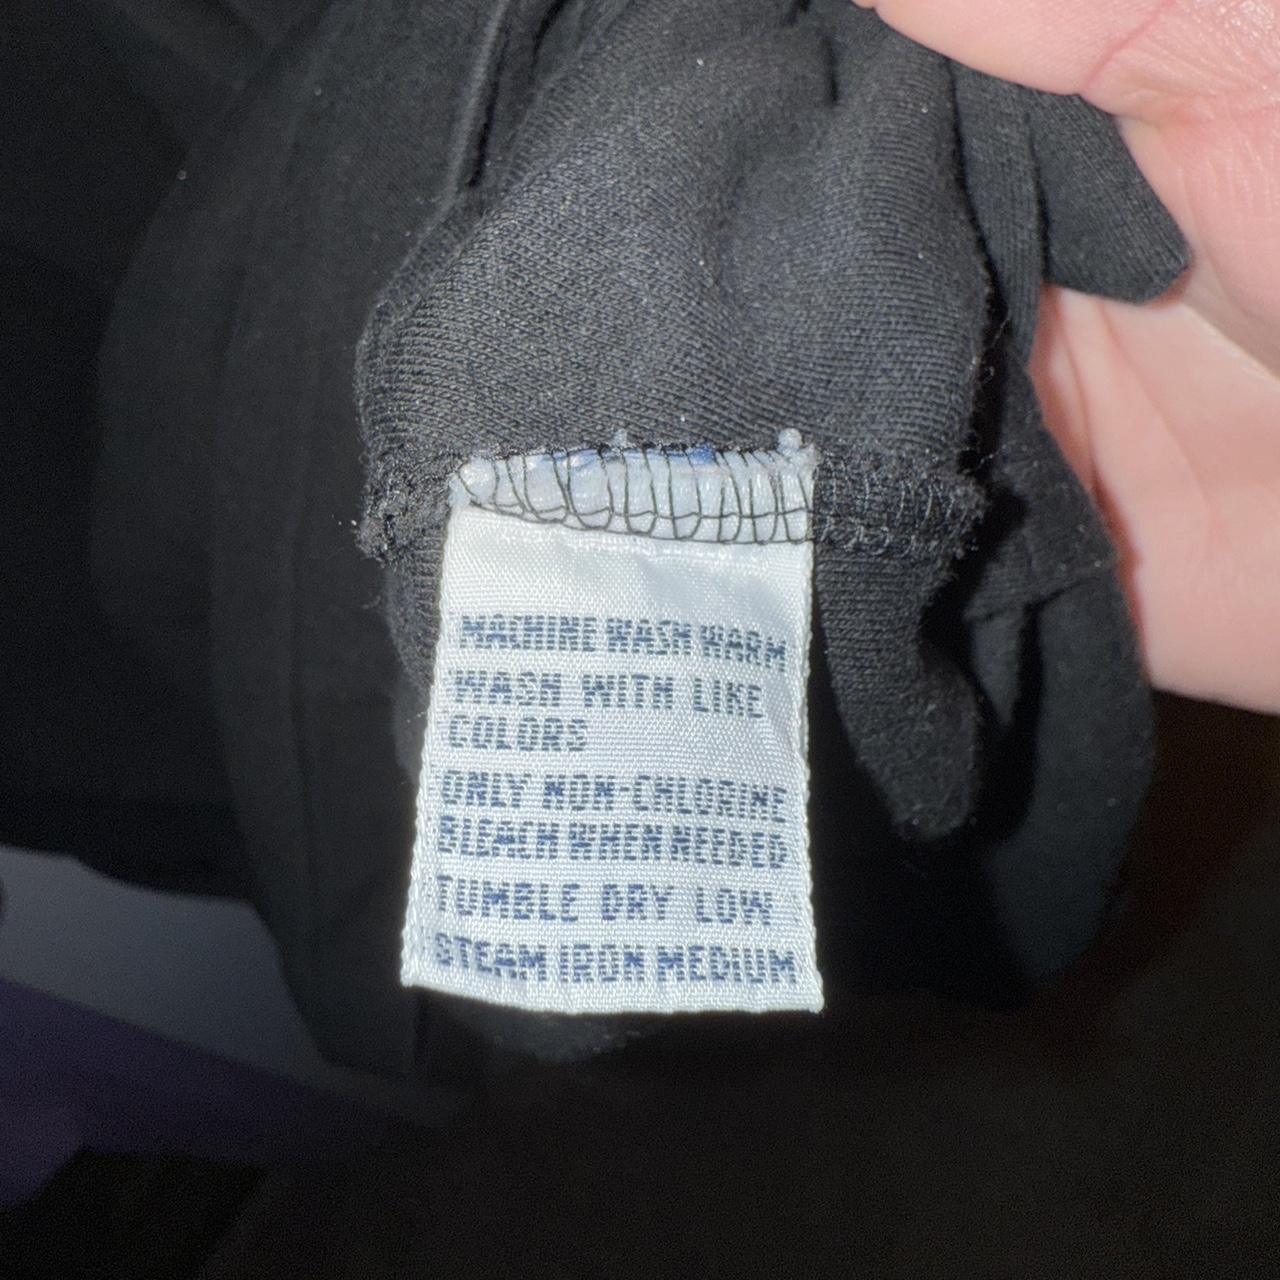 MACHINE WASH WARM
WASH WITH LIKE
COLORS
ONLY NON-CHLORINE
BLEACH WHEN NEEDED
TUMBLE DRY LOW
STEAM IRON MEDIUM